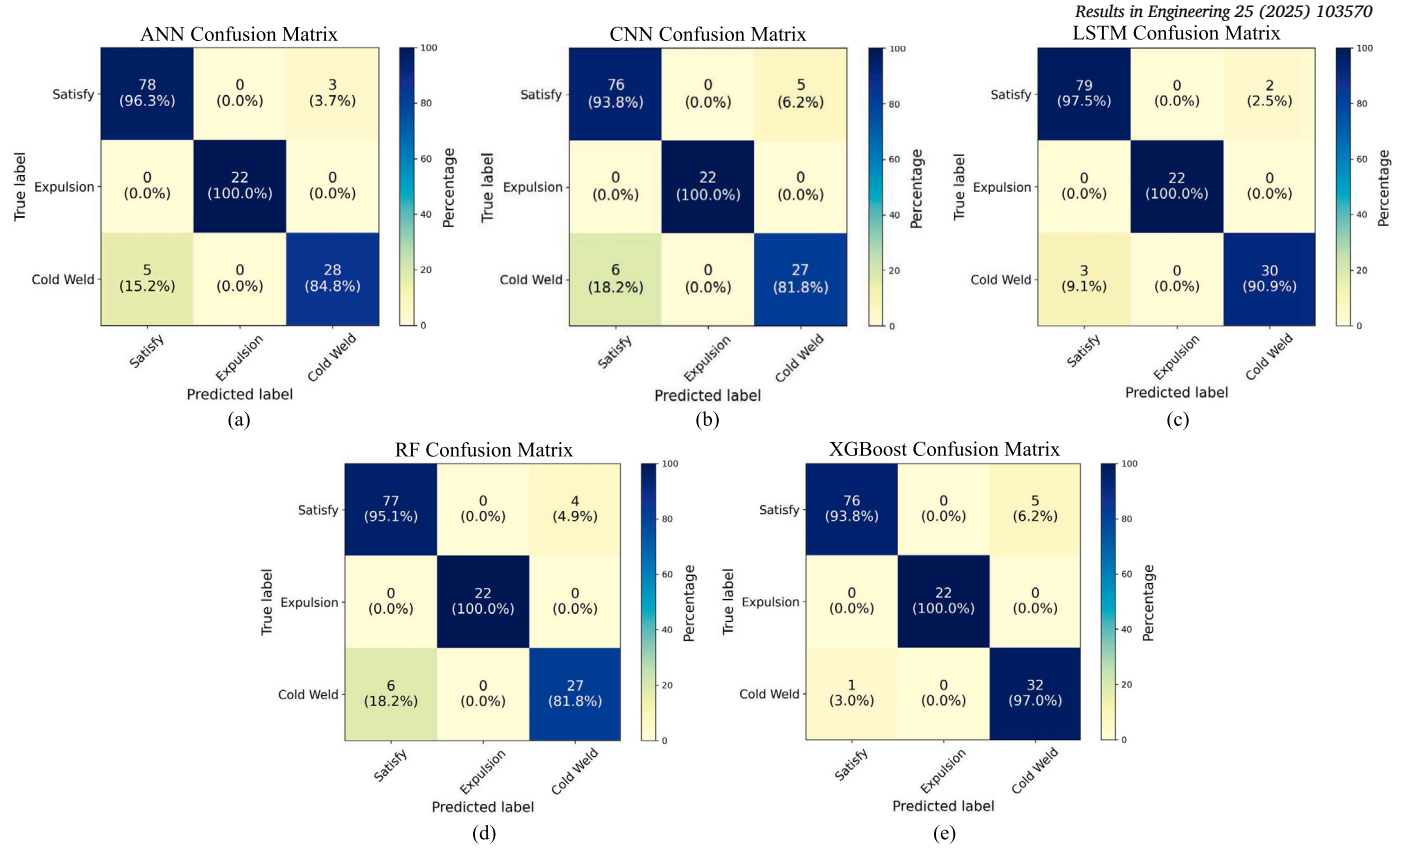 Results in Engineering 25 (2025) 103570
ANN Confusion Matrix
100
80
60
40
20
0
Percentage
True label
Satisfy
Expulsion
Cold Weld
78
(96.3%)
0
(0.0%)
3
(3.7%)
0
(0.0%)
22
(100.0%)
0
(0.0%)
5
(15.2%)
0
(0.0%)
28
(84.8%)
Satisfy
Expulsion
Cold Weld
Predicted label
(a)
CNN Confusion Matrix
100
80
60
40
20
0
Percentage
True label
Satisfy
Expulsion
Cold Weld
76
(93.8%)
0
(0.0%)
5
(6.2%)
0
(0.0%)
22
(100.0%)
0
(0.0%)
6
(18.2%)
0
(0.0%)
27
(81.8%)
Satisfy
Expulsion
Cold Weld
Predicted label
(b)
LSTM Confusion Matrix
100
80
60
40
20
0
Percentage
True label
Satisfy
Expulsion
Cold Weld
79
(97.5%)
0
(0.0%)
2
(2.5%)
0
(0.0%)
22
(100.0%)
0
(0.0%)
3
(9.1%)
0
(0.0%)
30
(90.9%)
Satisfy
Expulsion
Cold Weld
Predicted label
(c)
RF Confusion Matrix
100
80
60
40
20
0
Percentage
True label
Satisfy
Expulsion
Cold Weld
77
(95.1%)
0
(0.0%)
4
(4.9%)
0
(0.0%)
22
(100.0%)
0
(0.0%)
6
(18.2%)
0
(0.0%)
27
(81.8%)
Satisfy
Expulsion
Cold Weld
Predicted label
(d)
XGBoost Confusion Matrix
100
80
60
40
20
0
Percentage
True label
Satisfy
Expulsion
Cold Weld
76
(93.8%)
0
(0.0%)
5
(6.2%)
0
(0.0%)
22
(100.0%)
0
(0.0%)
1
(3.0%)
0
(0.0%)
32
(97.0%)
Satisfy
Expulsion
Cold Weld
Predicted label
(e)